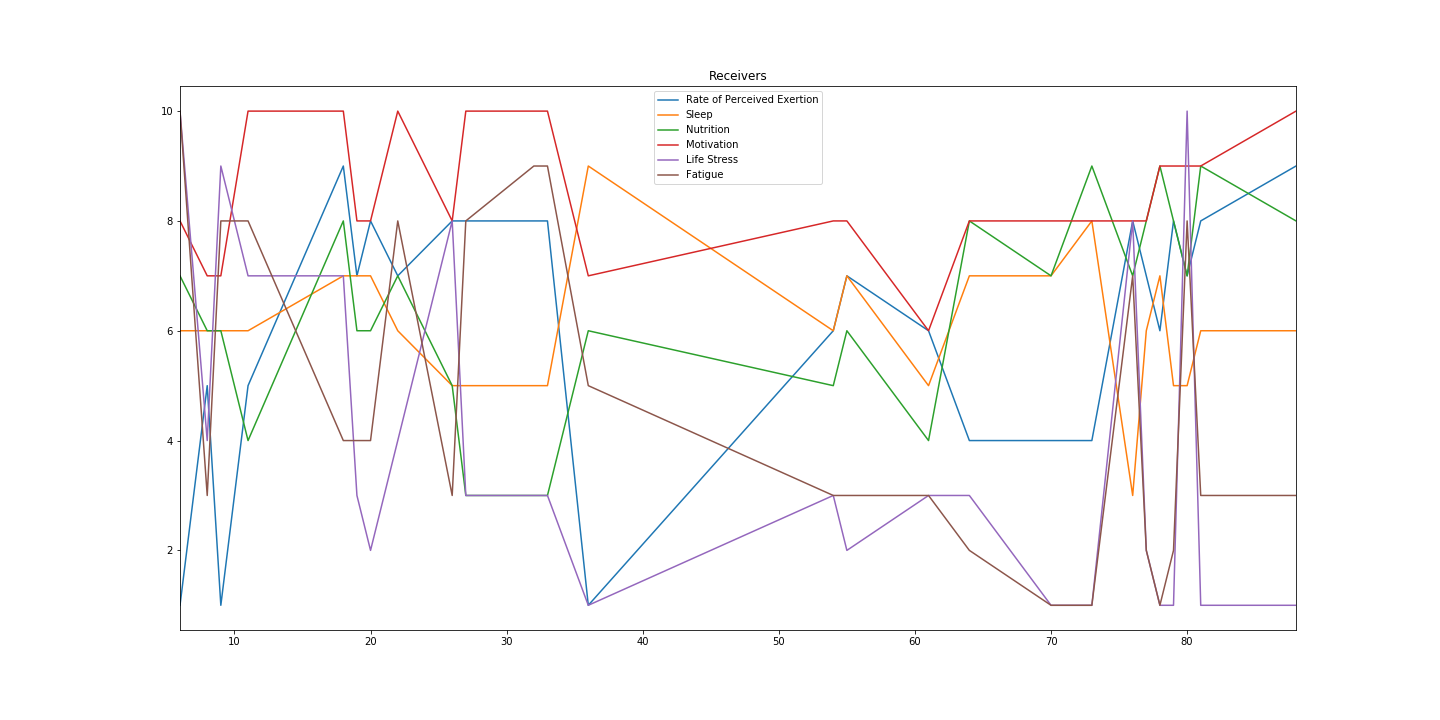 Receivers
Rate of Perceived Exertion
Sleep
Nutrition
Motivation
Life Stress
Fatigue
10
8
6
4
2
10 20 30 40 50 60 70 80